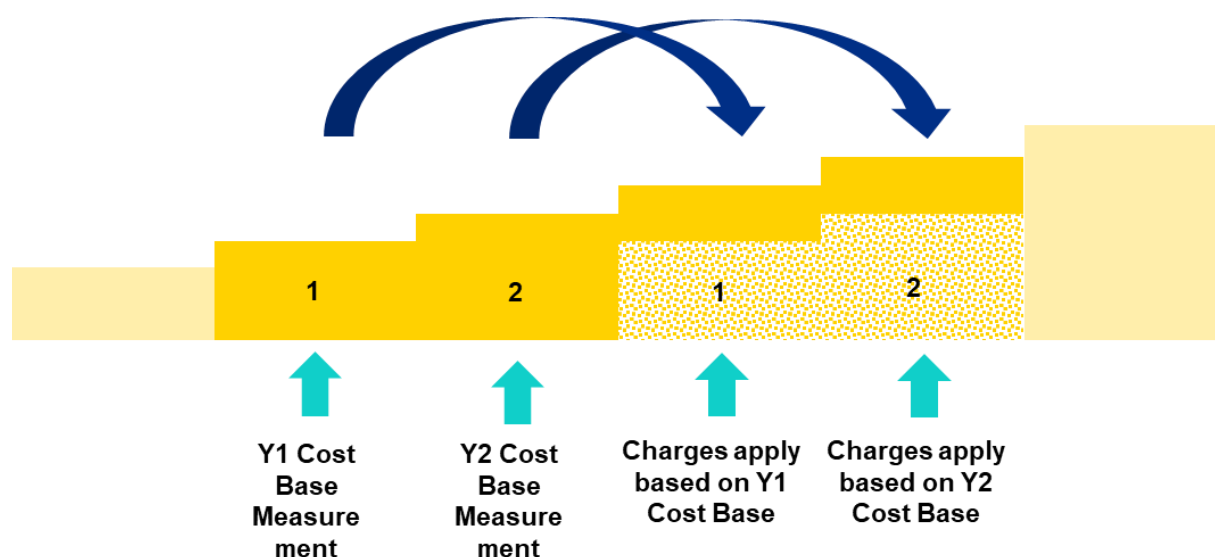 1
2
1
2
Y1 Cost
Base
Measure
ment
Y2 Cost
Base
Measure
ment
Charges apply
based on Y1
Cost Base
Charges apply
based on Y2
Cost Base